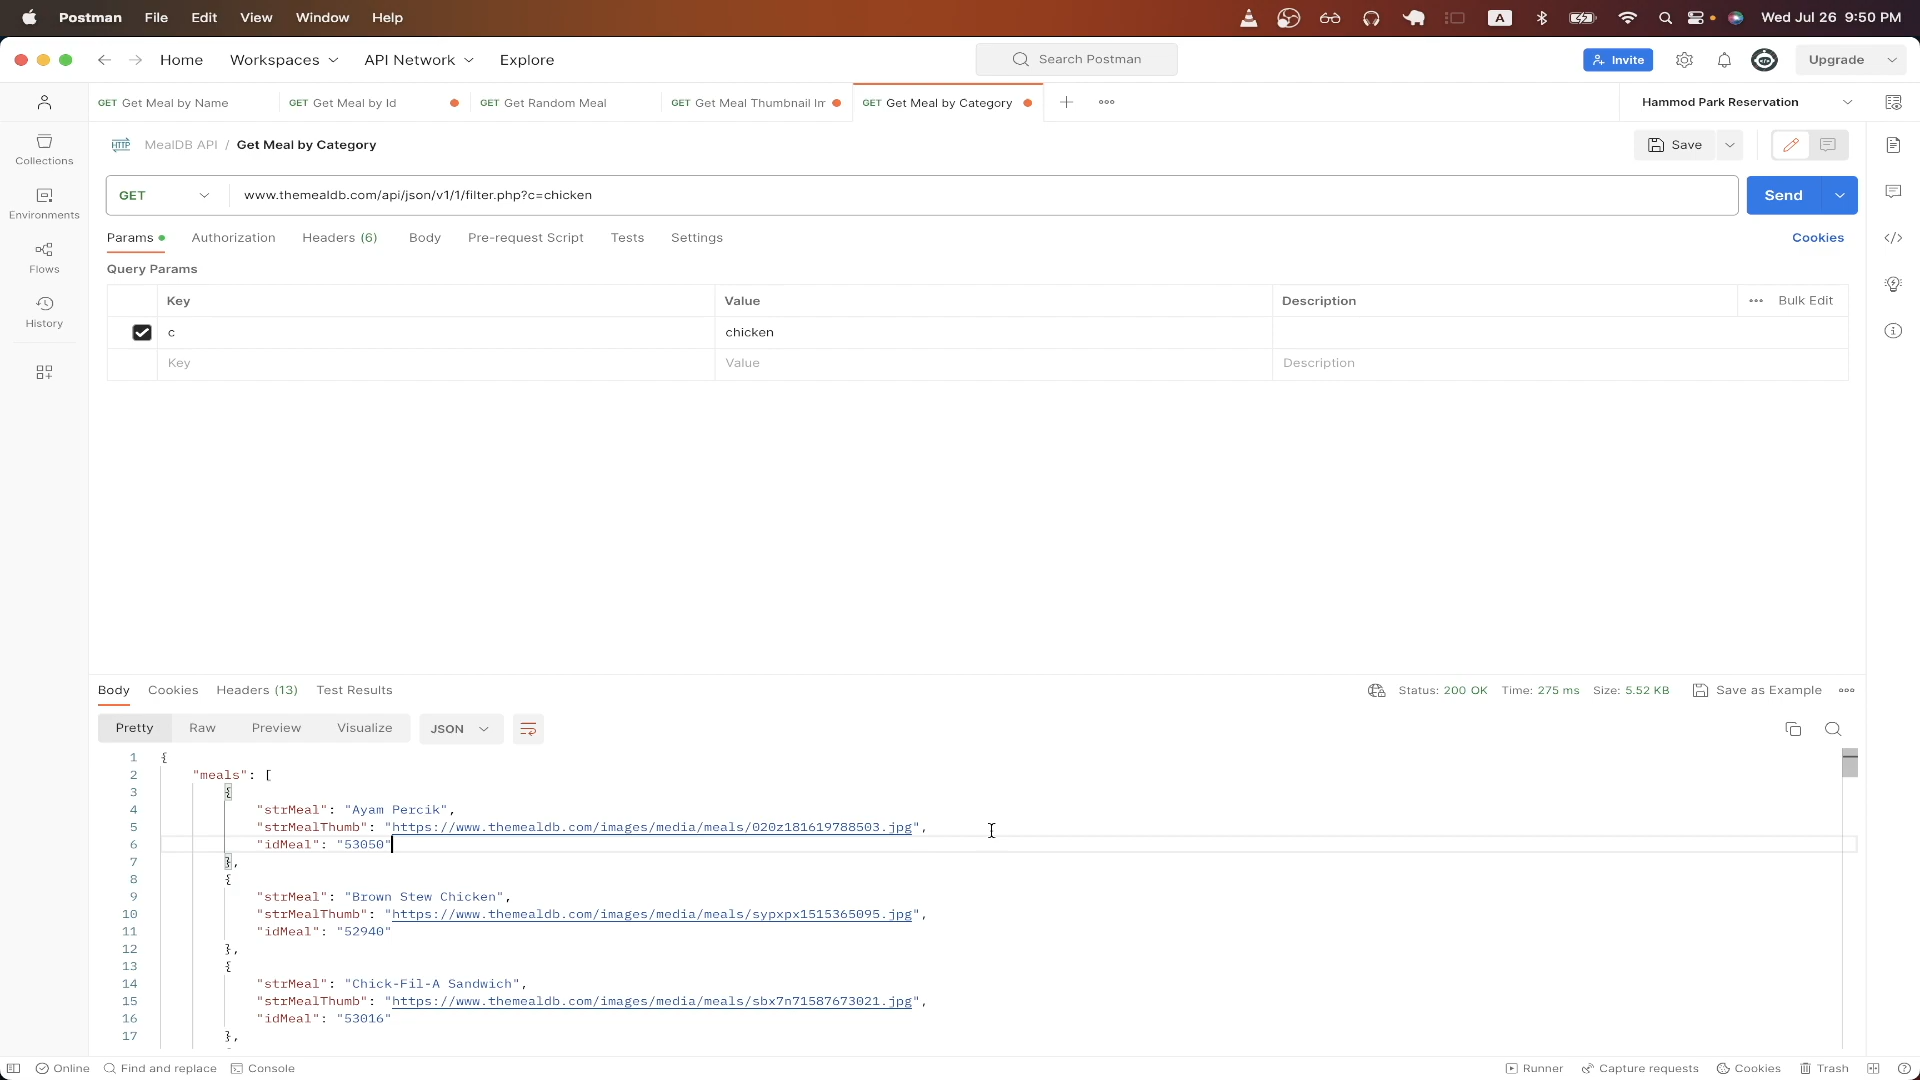 Postman File Edit View Window Help
A Wed Jul 26 9:50 PM
Home Workspaces API Network Explore Search Postman Invite Upgrade
GET Get Meal by Name GET Get Meal by Id GET Get Random Meal GET Get Meal Thumbnail Im GET Get Meal by Category Hammod Park Reservation
HTTP MealDB API / Get Meal by Category Save
Collections
Environments
Flows
History
GET www.themealdb.com/api/json/v1/1/filter.php?c=chicken Send
Params Authorization Headers (6) Body Pre-request Script Tests Settings Cookies
Query Params
Key Value Description Bulk Edit
c chicken
Key Value Description
Body Cookies Headers (13) Test Results Status: 200 OK Time: 275 ms Size: 5.52 KB Save as Example
Pretty Raw Preview Visualize JSON
1 {
2 "meals": [
3 {
4 "strMeal": "Ayam Percik",
5 "strMealThumb": "https://www.themealdb.com/images/media/meals/020z181619788503.jpg",
6 "idMeal": "53050"
7 },
8 {
9 "strMeal": "Brown Stew Chicken",
10 "strMealThumb": "https://www.themealdb.com/images/media/meals/sypxpx1515365095.jpg",
11 "idMeal": "52940"
12 },
13 {
14 "strMeal": "Chick-Fil-A Sandwich",
15 "strMealThumb": "https://www.themealdb.com/images/media/meals/sbx7n71587673021.jpg",
16 "idMeal": "53016"
17 },
Online Find and replace Console Runner Capture requests Cookies Trash